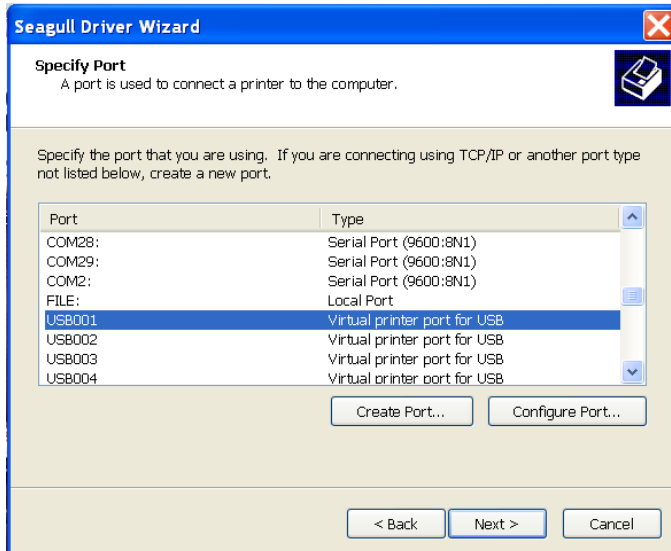 Seagull Driver Wizard
Specify Port
A port is used to connect a printer to the computer.
Specify the port that you are using. If you are connecting using TCP/IP or another port type
not listed below, create a new port.
Port Type
COM28: Serial Port (9600:8N1)
COM29: Serial Port (9600:8N1)
COM2: Serial Port (9600:8N1)
FILE: Local Port
USB001 Virtual printer port for USB
USB002 Virtual printer port for USB
USB003 Virtual printer port for USB
USB004 Virtual printer port for USB
Create Port... Configure Port...
< Back Next > Cancel